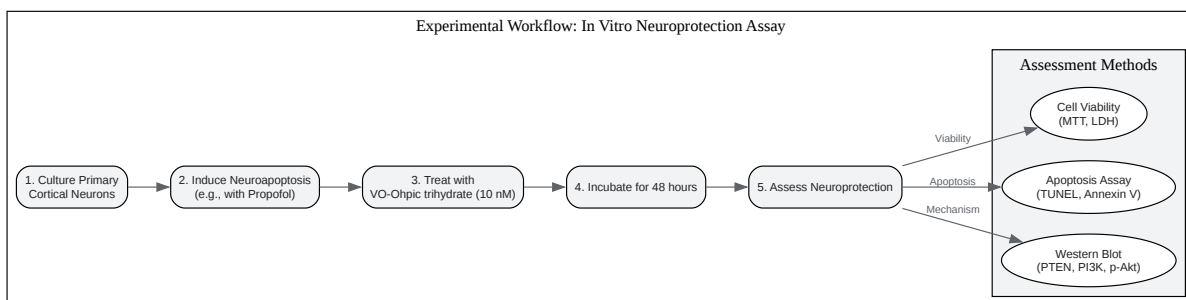 Experimental Workflow: In Vitro Neuroprotection Assay
Assessment Methods
1. Culture Primary
Cortical Neurons
2. Induce Neuroapoptosis
(e.g., with Propofol)
3. Treat with
VO-Ohpic trihydrate (10 nM)
4. Incubate for 48 hours
5. Assess Neuroprotection
Viability
Cell Viability
(MTT, LDH)
Apoptosis
Apoptosis Assay
(TUNEL, Annexin V)
Mechanism
Western Blot
(PTEN, PI3K, p-Akt)